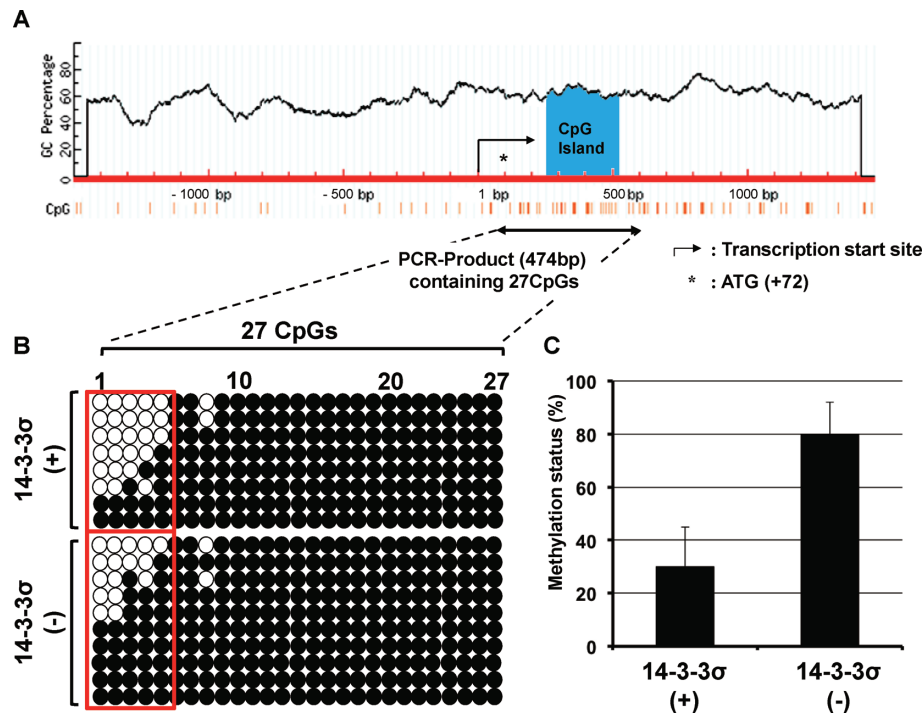 A
GC Percentage
80
60
40
20
0
CpG
Island
*
- 1000 bp
- 500 bp
1 bp
500 bp
1000 bp
CpG
PCR-Product (474bp)
containing 27CpGs
: Transcription start site
* : ATG (+72)
B
27 CpGs
1
10
20
27
14-3-3σ
(+)
14-3-3σ
(-)
C
Methylation status (%)
100
80
60
40
20
0
14-3-3σ
(+)
14-3-3σ
(-)